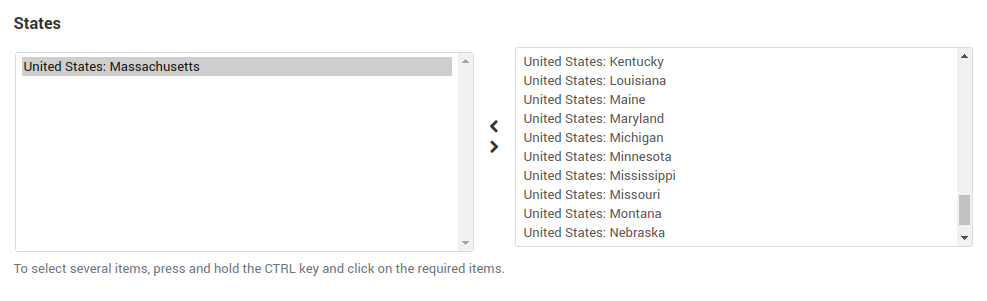 States
United States: Massachusetts
United States: Kentucky
United States: Louisiana
United States: Maine
United States: Maryland
United States: Michigan
United States: Minnesota
United States: Mississippi
United States: Missouri
United States: Montana
United States: Nebraska
To select several items, press and hold the CTRL key and click on the required items.